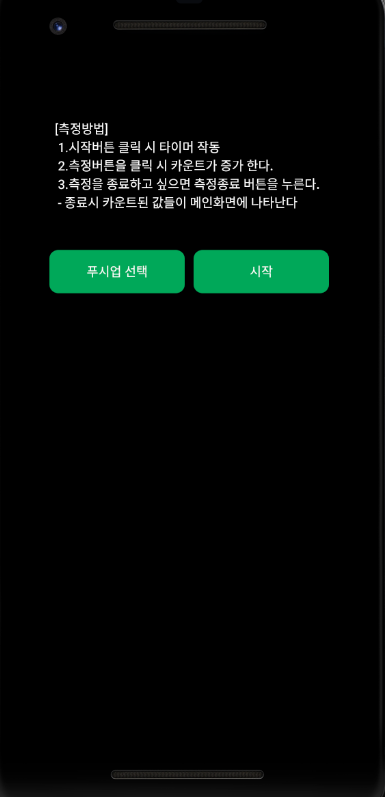 [측정방법]
1.시작버튼 클릭 시 타이머 작동
2.측정버튼을 클릭 시 카운트가 증가 한다.
3.측정을 종료하고 싶으면 측정종료 버튼을 누른다.
- 종료시 카운트된 값들이 메인화면에 나타난다
푸시업 선택
시작